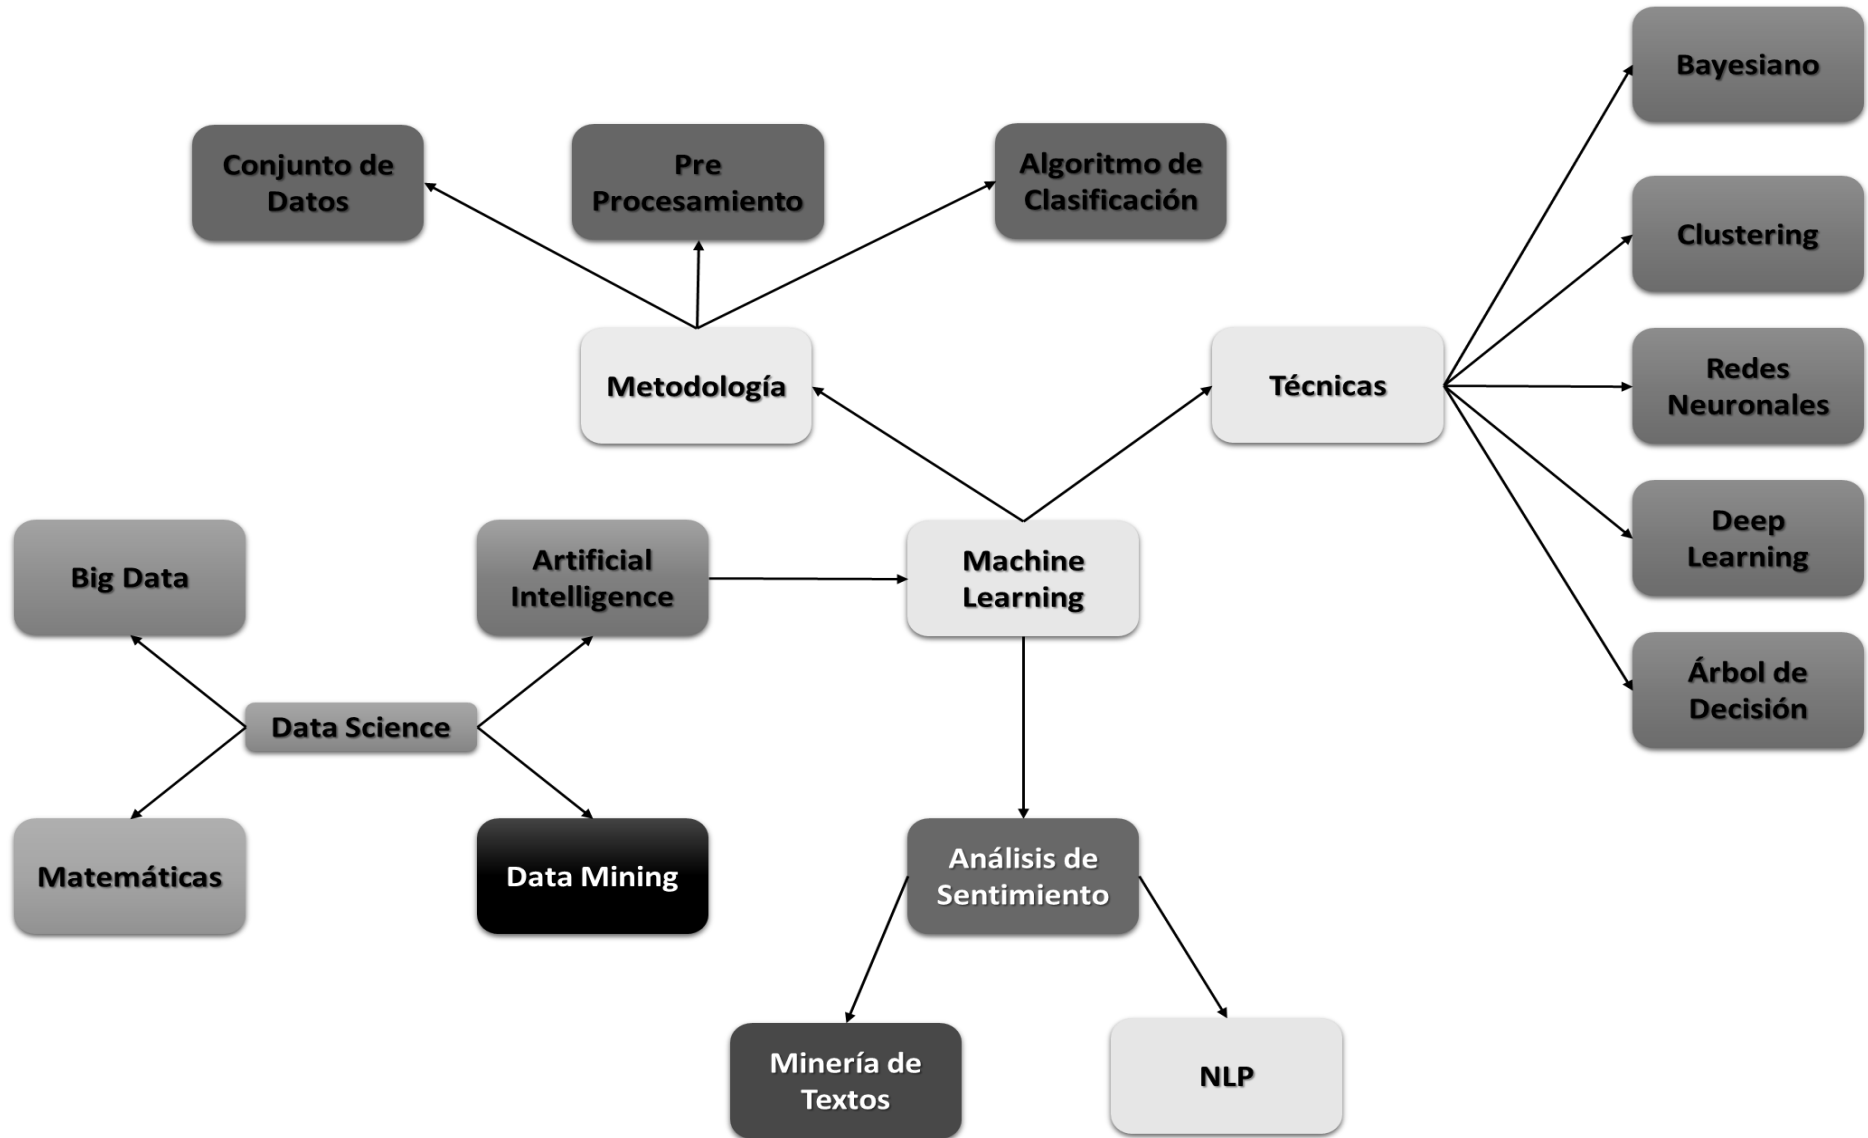 Bayesiano
Conjunto de
Datos
Pre
Procesamiento
Algoritmo de
Clasificación
Clustering
Metodología
Técnicas
Redes
Neuronales
Big Data
Artificial
Intelligence
Machine
Learning
Deep
Learning
Data Science
Árbol de
Decisión
Matemáticas
Data Mining
Análisis de
Sentimiento
Minería de
Textos
NLP